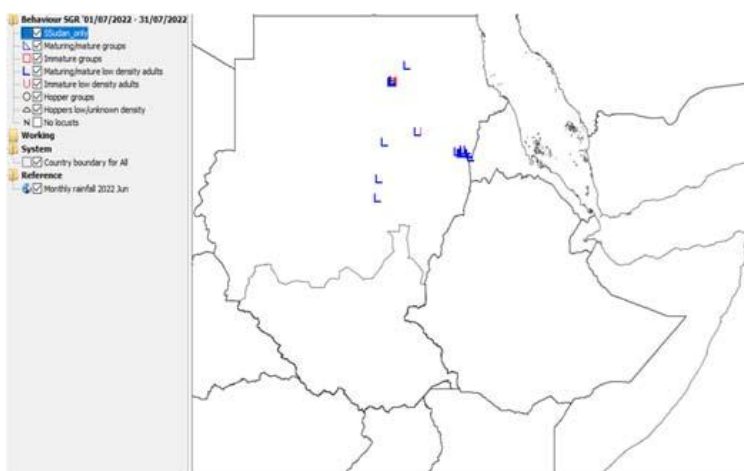 Behaviour SGR '01/07/2022 - 31/07/2022
SSudan_only
Maturing/mature groups
Immature groups
Maturing/mature low density adults
Immature low density adults
Hopper groups
Hoppers low/unknown density
N No locusts
Working
System
Country boundary for All
Reference
Monthly rainfall 2022 Jun